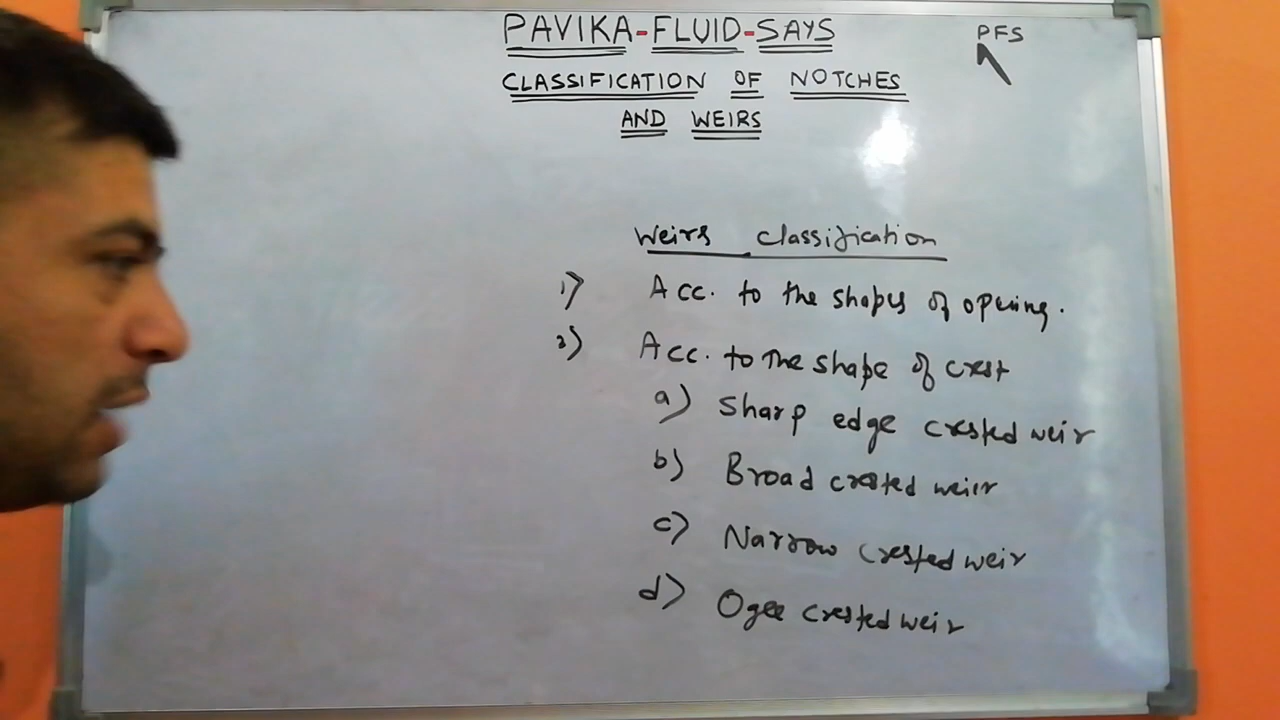 PAVIKA-FLUID-SAYS
PFS
CLASSIFICATION OF NOTCHES
AND WEIRS
Weirs classification
1) Acc. to the shapes of opening.
2) Acc. to the shape of crest
a) Sharp edge crested weir
b) Broad crested weir
c) Narrow crested weir
d) Ogee crested weir